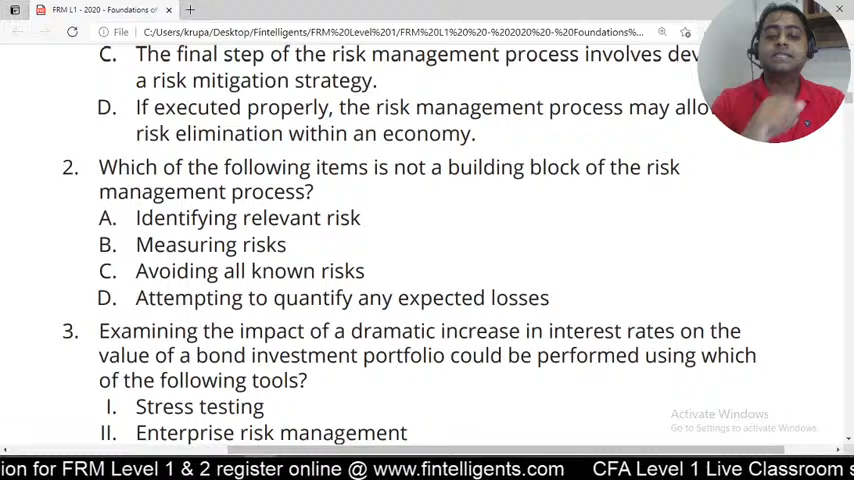 FRM L1 - 2020 - Foundations of
File C:/Users/krupa/Desktop/Fintelligents/FRM%20Level%201/FRM%20L1%20%20-%202020%20-%20Foundations%...
C. The final step of the risk management process involves dev
a risk mitigation strategy.
D. If executed properly, the risk management process may allo
risk elimination within an economy.
2. Which of the following items is not a building block of the risk
management process?
A. Identifying relevant risk
B. Measuring risks
C. Avoiding all known risks
D. Attempting to quantify any expected losses
3. Examining the impact of a dramatic increase in interest rates on the
value of a bond investment portfolio could be performed using which
of the following tools?
I. Stress testing
II. Enterprise risk management
Activate Windows
Go to Settings to activate Windows.
ion for FRM Level 1 & 2 register online @ www.fintelligents.com CFA Level 1 Live Classroom s